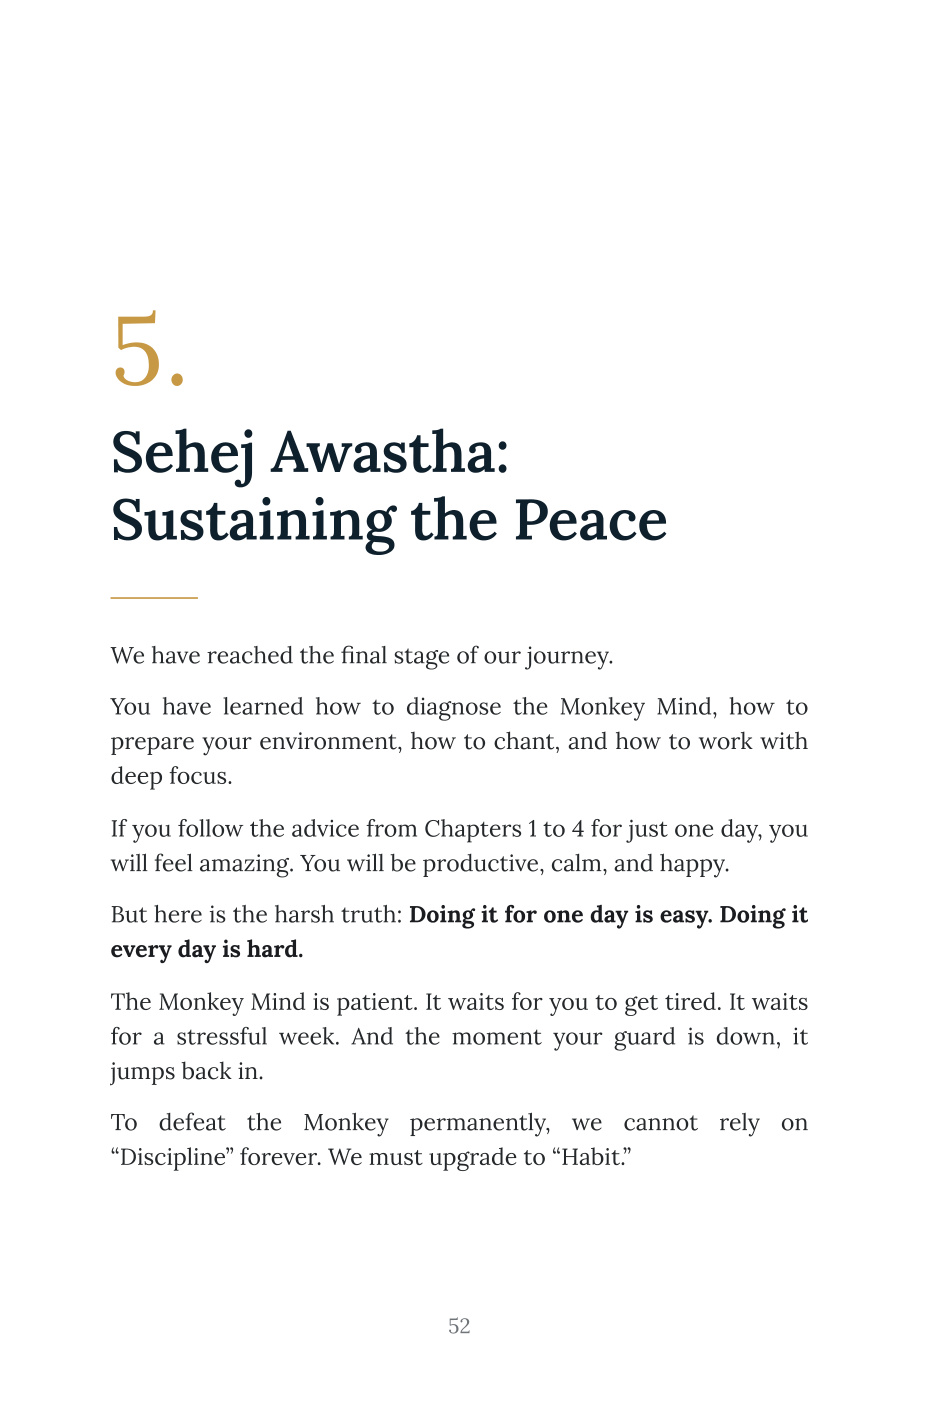 5.
Sehej Awastha:
Sustaining the Peace
We have reached the final stage of our journey.
You have learned how to diagnose the Monkey Mind, how to
prepare your environment, how to chant, and how to work with
deep focus.
If you follow the advice from Chapters 1 to 4 for just one day, you
will feel amazing. You will be productive, calm, and happy.
But here is the harsh truth: Doing it for one day is easy. Doing it
every day is hard.
The Monkey Mind is patient. It waits for you to get tired. It waits
for a stressful week. And the moment your guard is down, it
jumps back in.
To defeat the Monkey permanently, we cannot rely on
“Discipline” forever. We must upgrade to “Habit.”
52